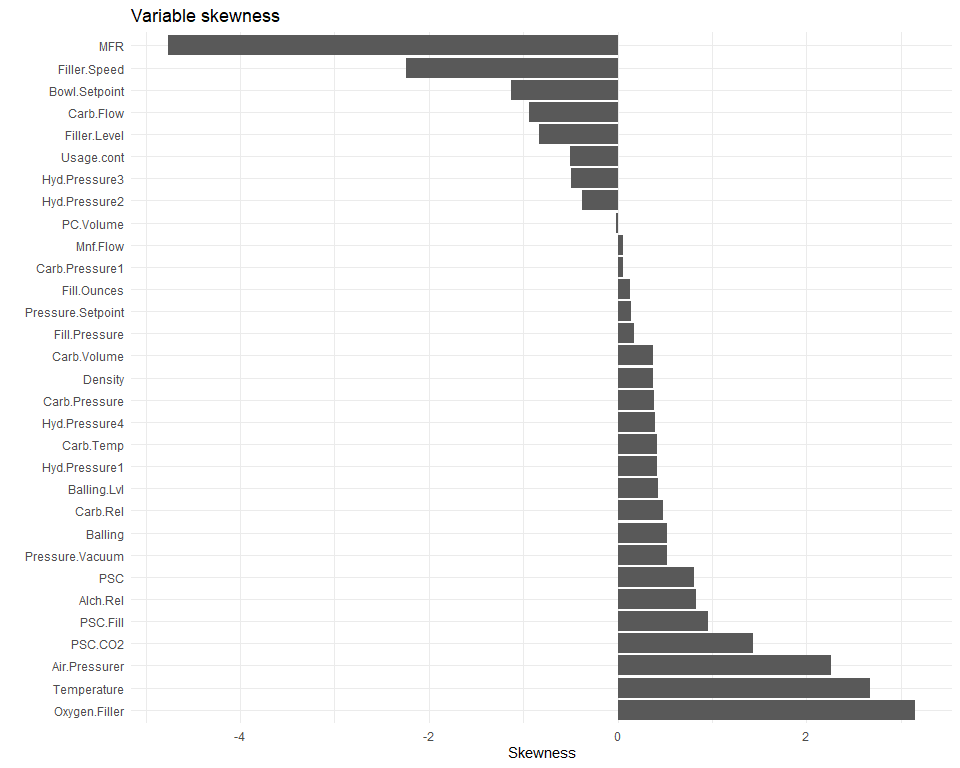 Variable skewness
MFR
Filler.Speed
Bowl.Setpoint
Carb.Flow
Filler.Level
Usage.cont
Hyd.Pressure3
Hyd.Pressure2
PC.Volume
Mnf.Flow
Carb.Pressure1
Fill.Ounces
Pressure.Setpoint
Fill.Pressure
Carb.Volume
Density
Carb.Pressure
Hyd.Pressure4
Carb.Temp
Hyd.Pressure1
Balling.Lvl
Carb.Rel
Balling
Pressure.Vacuum
PSC
Alch.Rel
PSC.Fill
PSC.CO2
Air.Pressurer
Temperature
Oxygen.Filler
-4 -2 0 2
Skewness